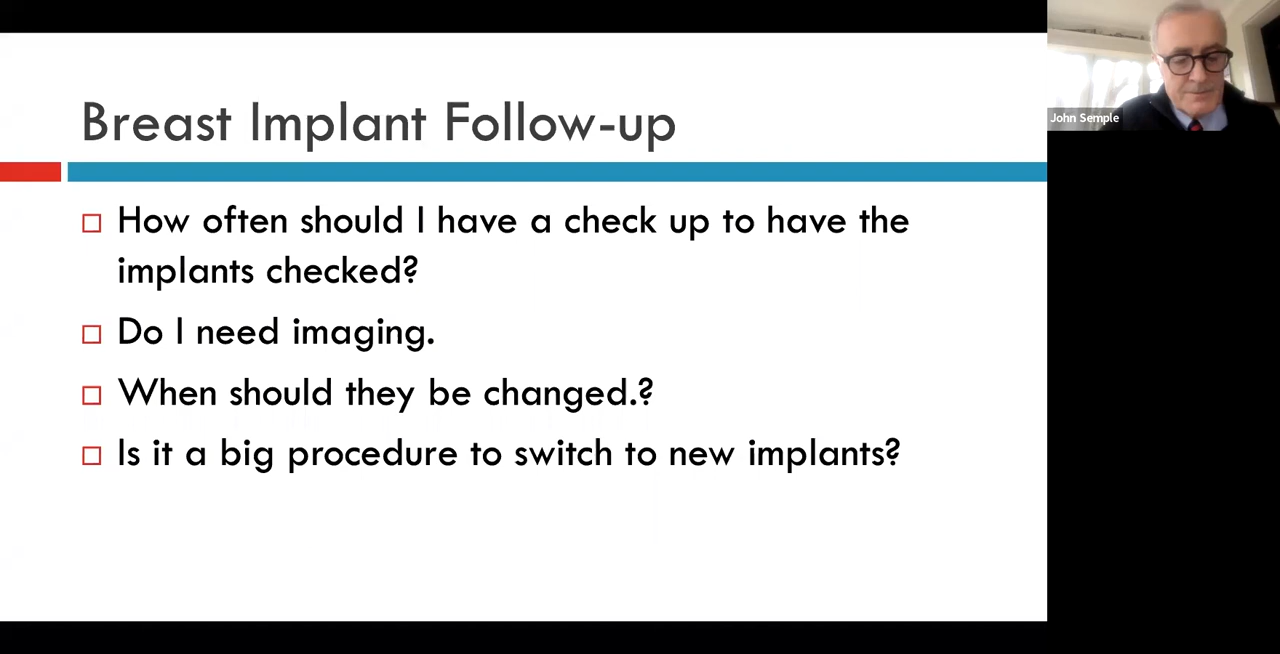 Breast Implant Follow-up
How often should I have a check up to have the
implants checked?
Do I need imaging.
When should they be changed.?
Is it a big procedure to switch to new implants?
John Semple